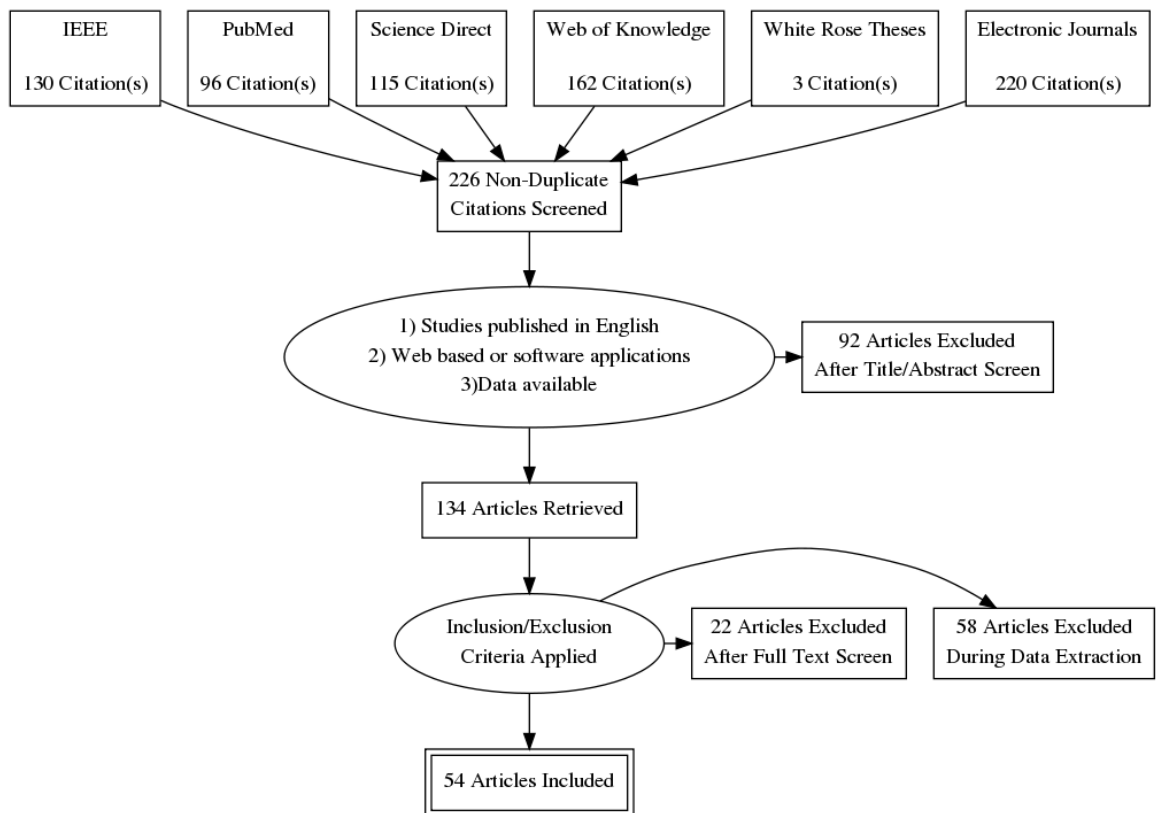 IEEE
130 Citation(s)
PubMed
96 Citation(s)
Science Direct
115 Citation(s)
Web of Knowledge
162 Citation(s)
White Rose Theses
3 Citation(s)
Electronic Journals
220 Citation(s)
226 Non-Duplicate
Citations Screened
1) Studies published in English
2) Web based or software applications
3)Data available
92 Articles Excluded
After Title/Abstract Screen
134 Articles Retrieved
Inclusion/Exclusion
Criteria Applied
22 Articles Excluded
After Full Text Screen
58 Articles Excluded
During Data Extraction
54 Articles Included